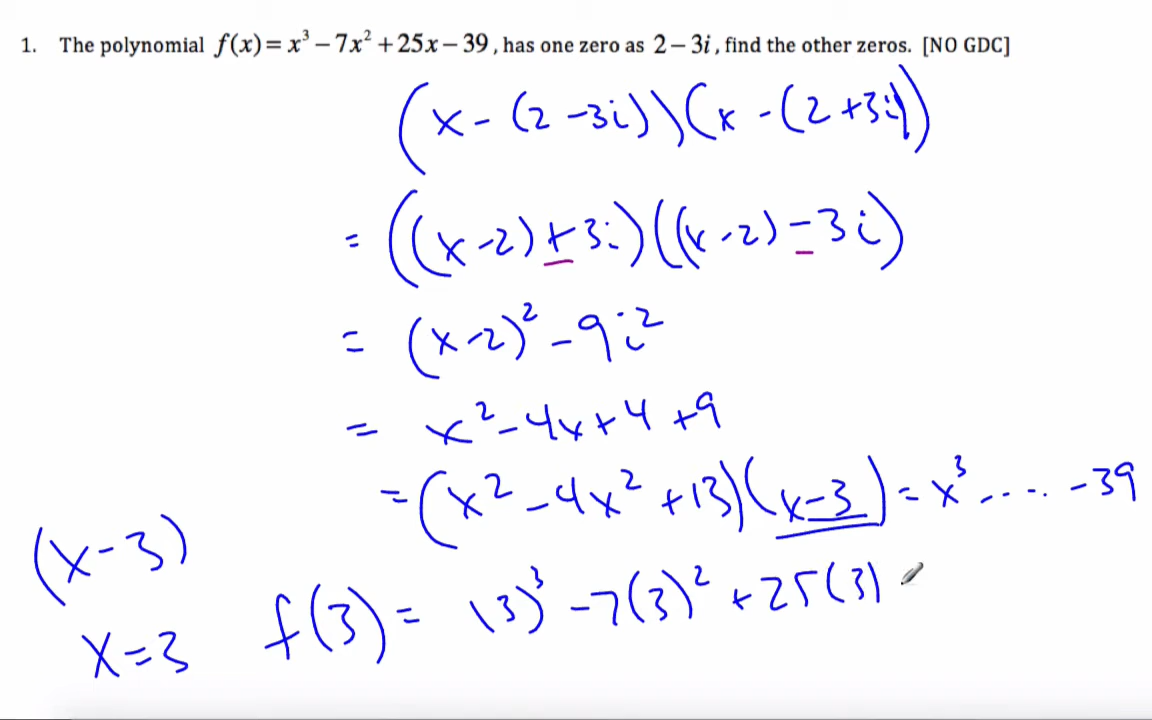 1. The polynomial f(x) = x³ – 7x² + 25x – 39, has one zero as 2 – 3i, find the other zeros. [NO GDC]
(x - (2 - 3i))(x - (2 + 3i))
= ((x - 2) + 3i)((x - 2) - 3i)
= (x - 2)² - 9i²
= x² - 4x + 4 + 9
= (x² - 4x² + 13)(x - 3) = x³ ..... - 39
(x - 3)
f(3) = (3)³ - 7(3)² + 25(3)
x = 3